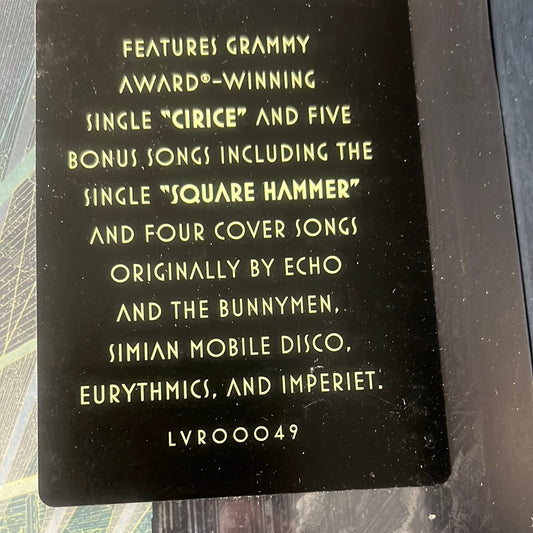 FEATURES GRAMMY
AWARD®-WINNING
SINGLE "CIRICE" AND FIVE
BONUS SONGS INCLUDING THE
SINGLE "SQUARE HAMMER"
AND FOUR COVER SONGS
ORIGINALLY BY ECHO
AND THE BUNNYMEN,
SIMIAN MOBILE DISCO,
EURYTHMICS, AND IMPERIET.
LVR00049